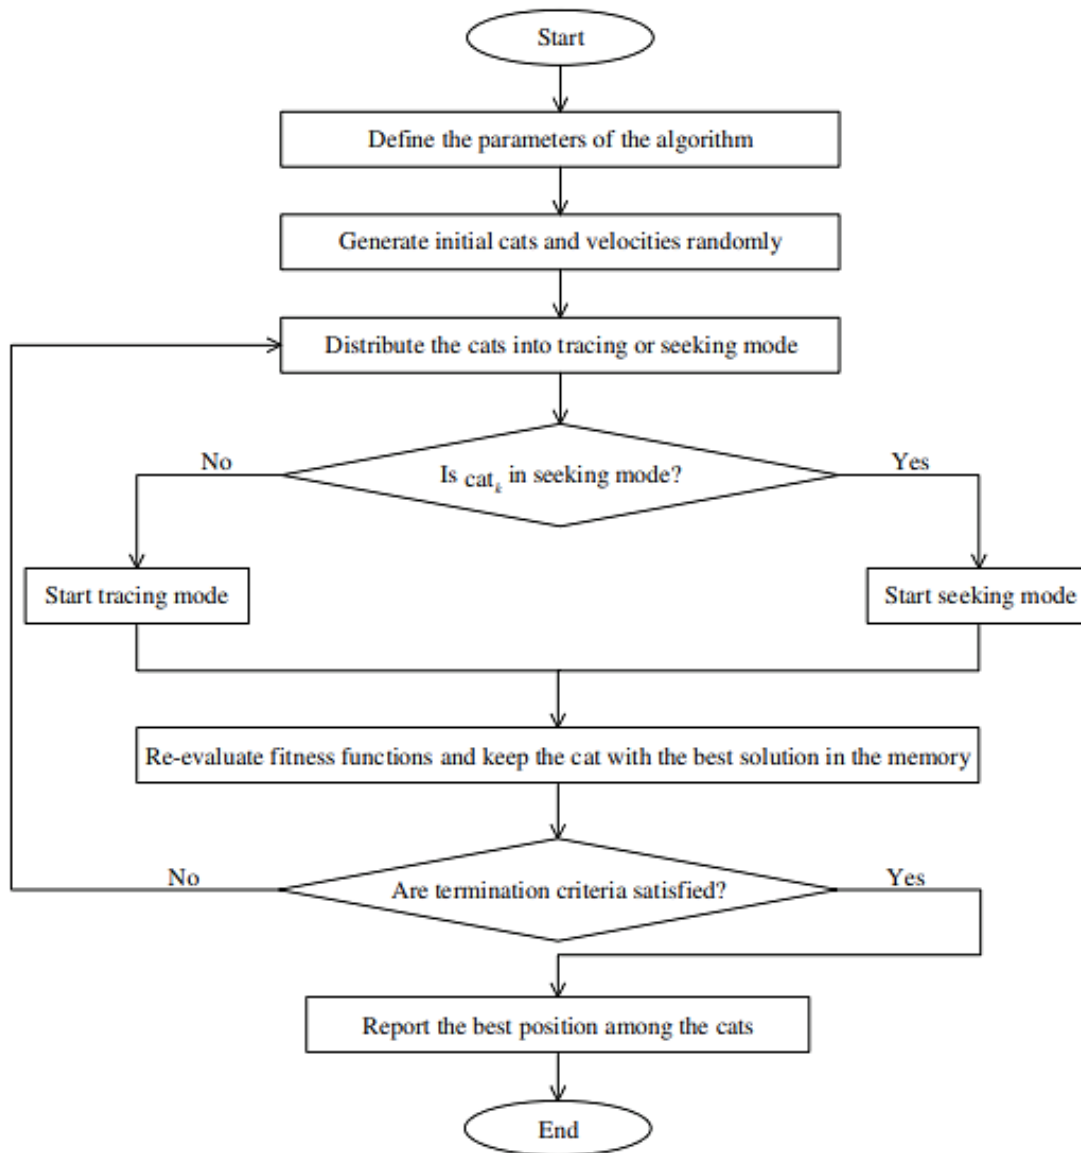 Start
Define the parameters of the algorithm
Generate initial cats and velocities randomly
Distribute the cats into tracing or seeking mode
No
Yes
Is cat_k in seeking mode?
Start tracing mode
Start seeking mode
Re-evaluate fitness functions and keep the cat with the best solution in the memory
No
Yes
Are termination criteria satisfied?
Report the best position among the cats
End